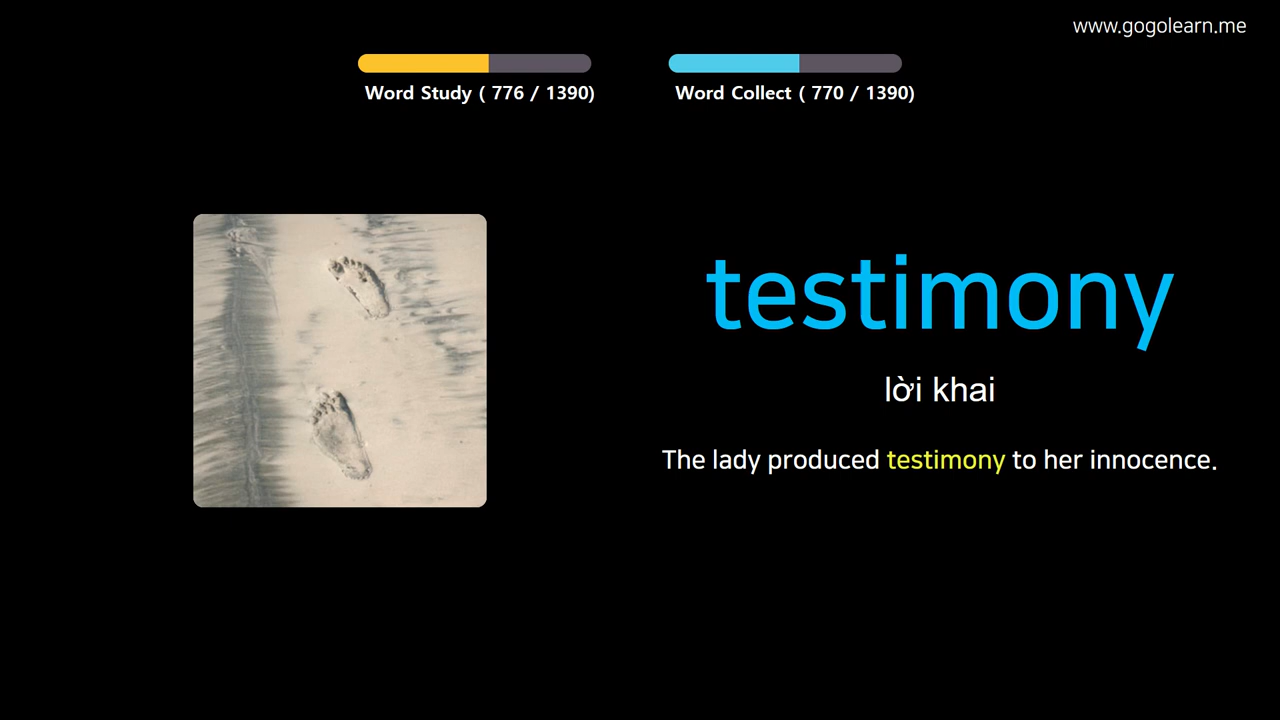 www.gogolearn.me
Word Study ( 776 / 1390)
Word Collect ( 770 / 1390)
testimony
lời khai
The lady produced testimony to her innocence.